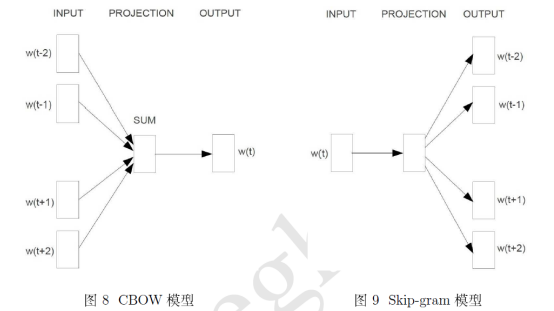 INPUT PROJECTION OUTPUT
w(t-2)
w(t-1)
SUM
w(t)
w(t+1)
w(t+2)
图 8 CBOW 模型
INPUT PROJECTION OUTPUT
w(t-2)
w(t-1)
w(t)
w(t+1)
w(t+2)
图 9 Skip-gram 模型